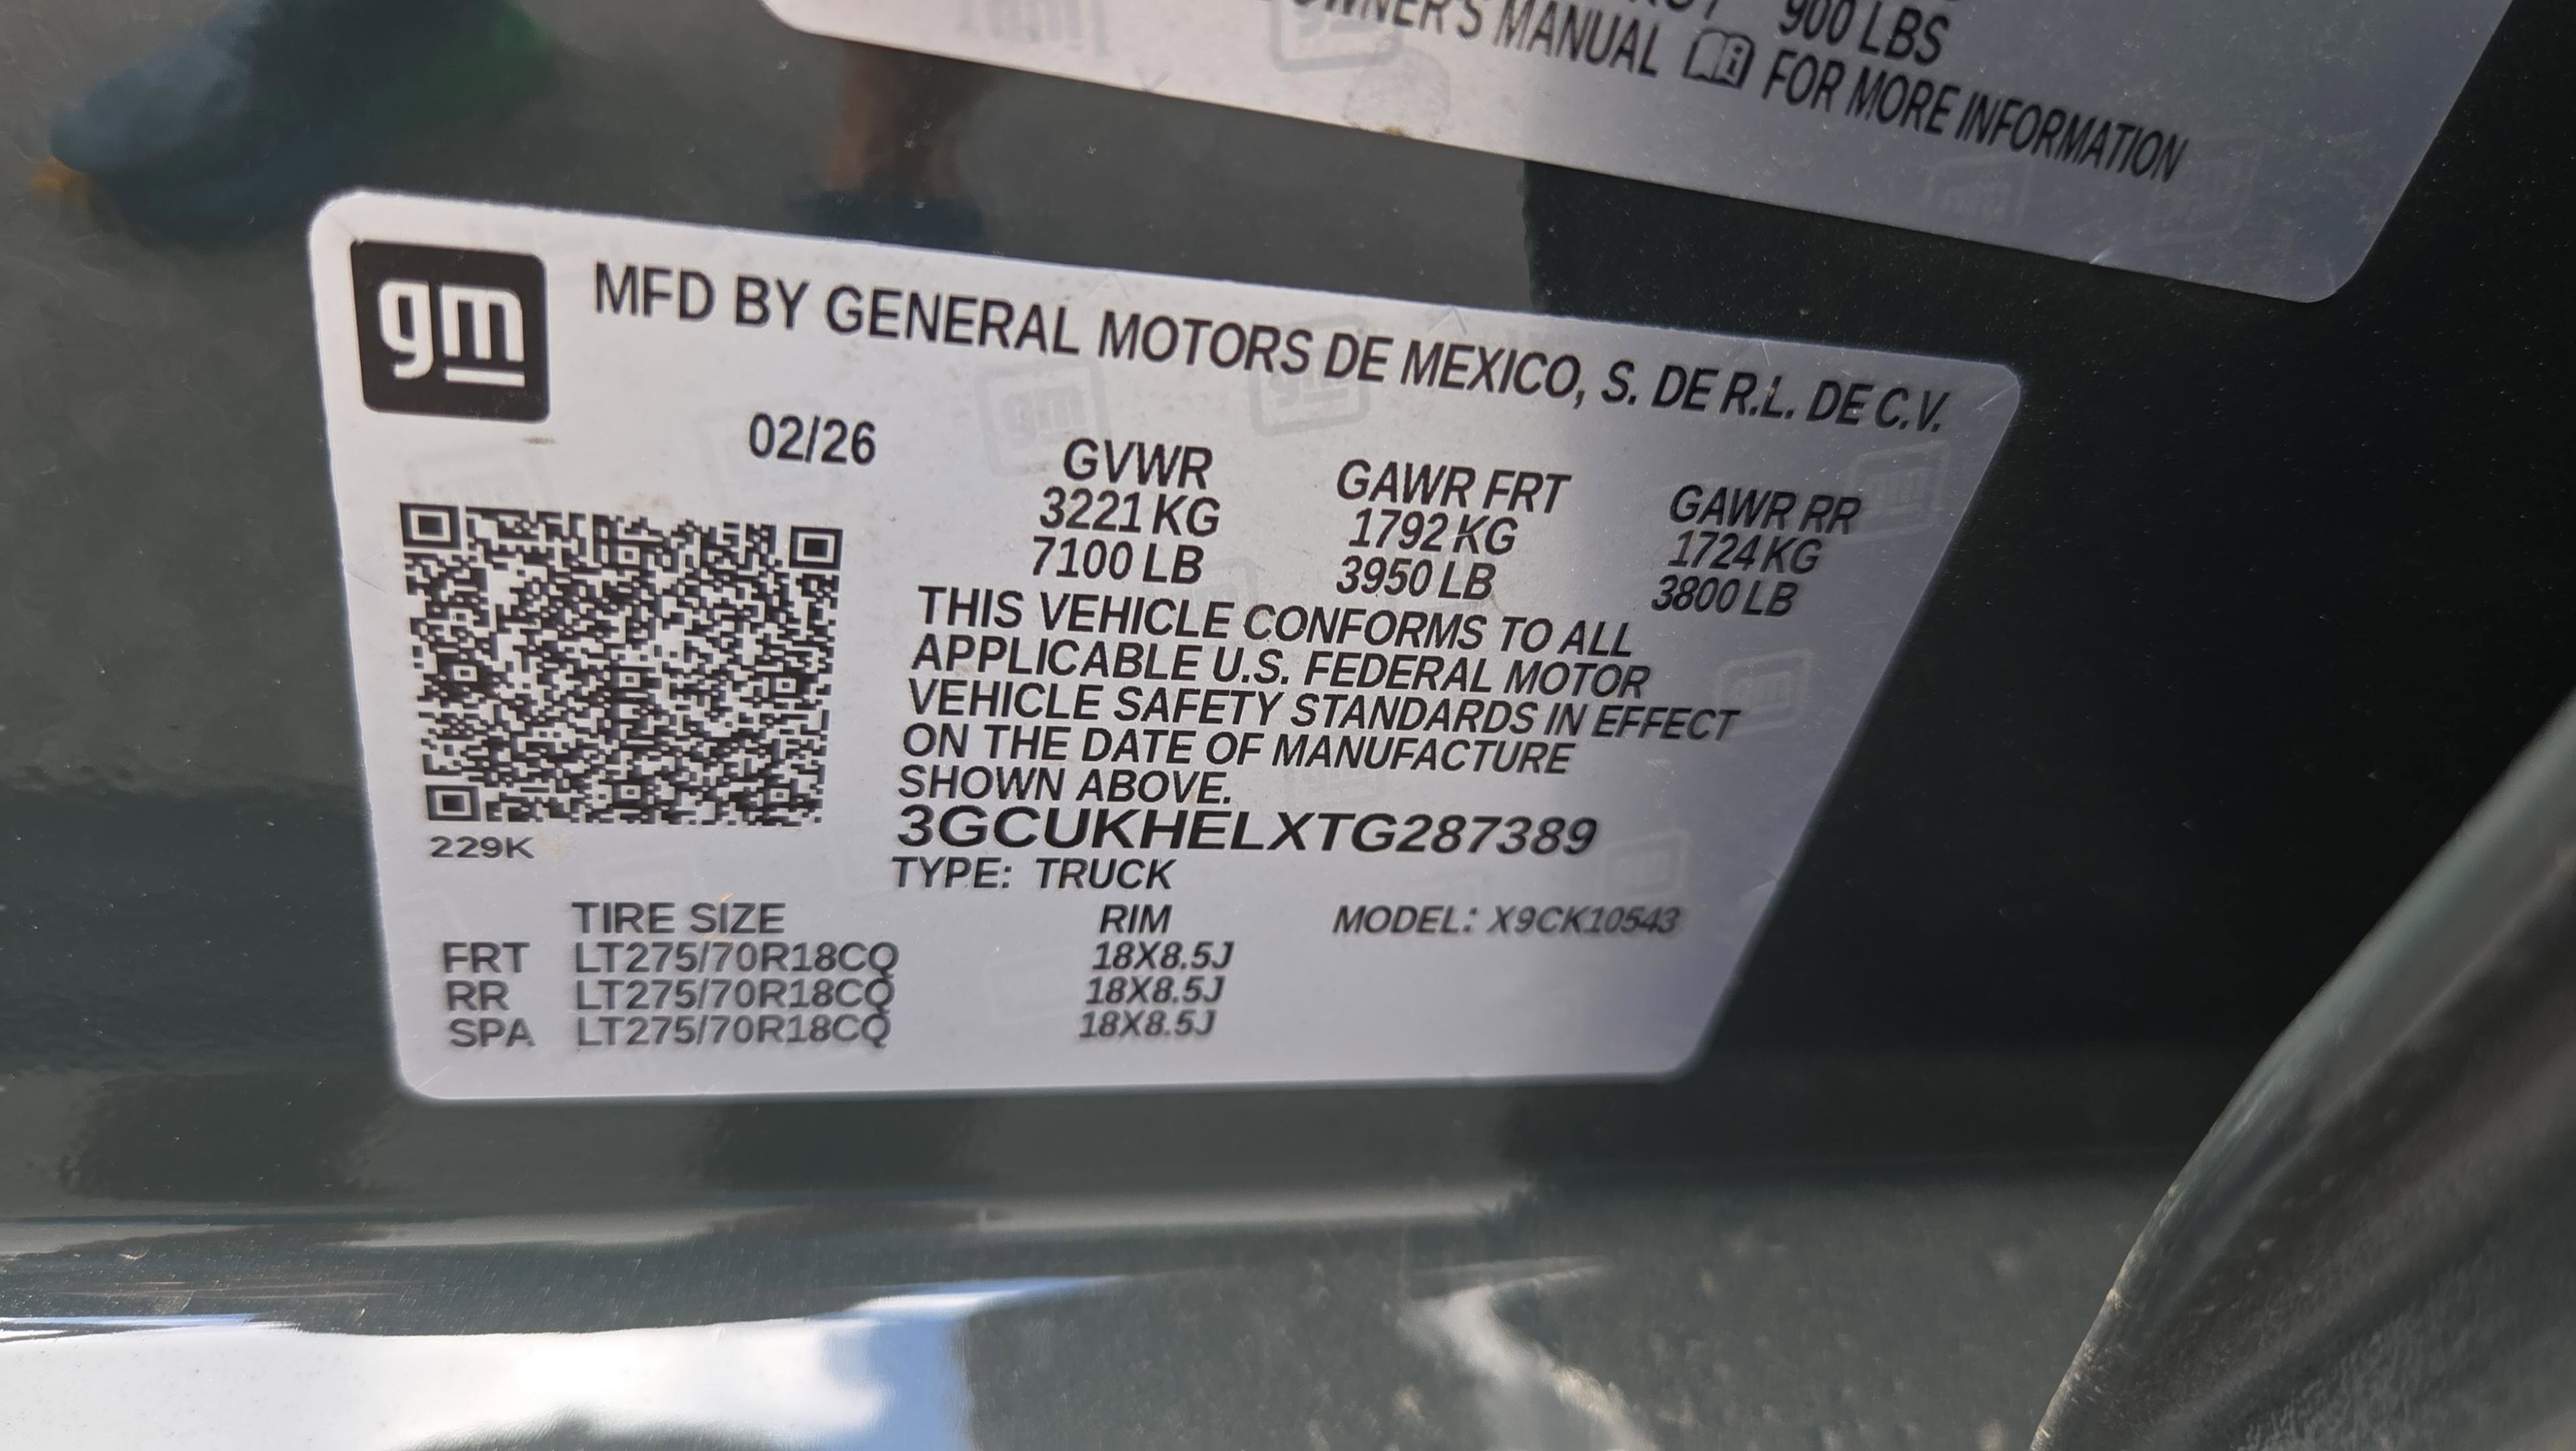 900 LBS
OWNER'S MANUAL FOR MORE INFORMATION
gm
MFD BY GENERAL MOTORS DE MEXICO, S. DE R.L. DE C.V.
02/26
GVWR GAWR FRT GAWR RR
3221 KG 1792 KG 1724 KG
7100 LB 3950 LB 3800 LB
THIS VEHICLE CONFORMS TO ALL
APPLICABLE U.S. FEDERAL MOTOR
VEHICLE SAFETY STANDARDS IN EFFECT
ON THE DATE OF MANUFACTURE
SHOWN ABOVE.
3GCUKHELXTG287389
229K
TYPE: TRUCK
TIRE SIZE RIM MODEL: X9CK10543
FRT LT275/70R18CQ 18X8.5J
RR LT275/70R18CQ 18X8.5J
SPA LT275/70R18CQ 18X8.5J